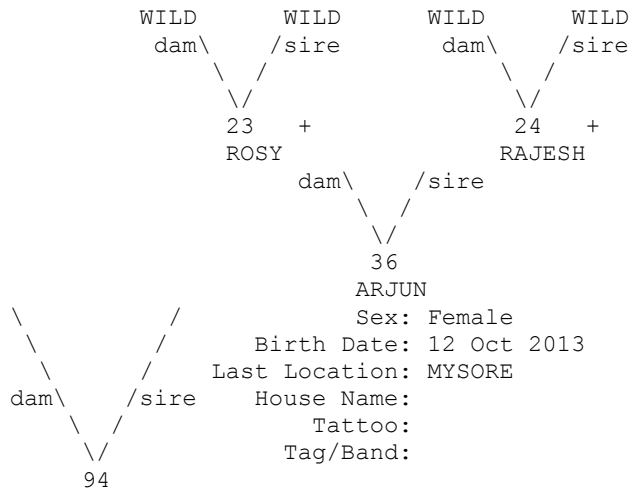 WILD WILD WILD WILD
dam\ /sire dam\ /sire
\ / \ /
\/ \/
23 + 24 +
ROSY RAJESH
dam\ /sire
\ /
\/
36
ARJUN
\ / Sex: Female
\ / Birth Date: 12 Oct 2013
\ / Last Location: MYSORE
dam\ /sire House Name:
\ / Tattoo:
\/ Tag/Band:
94